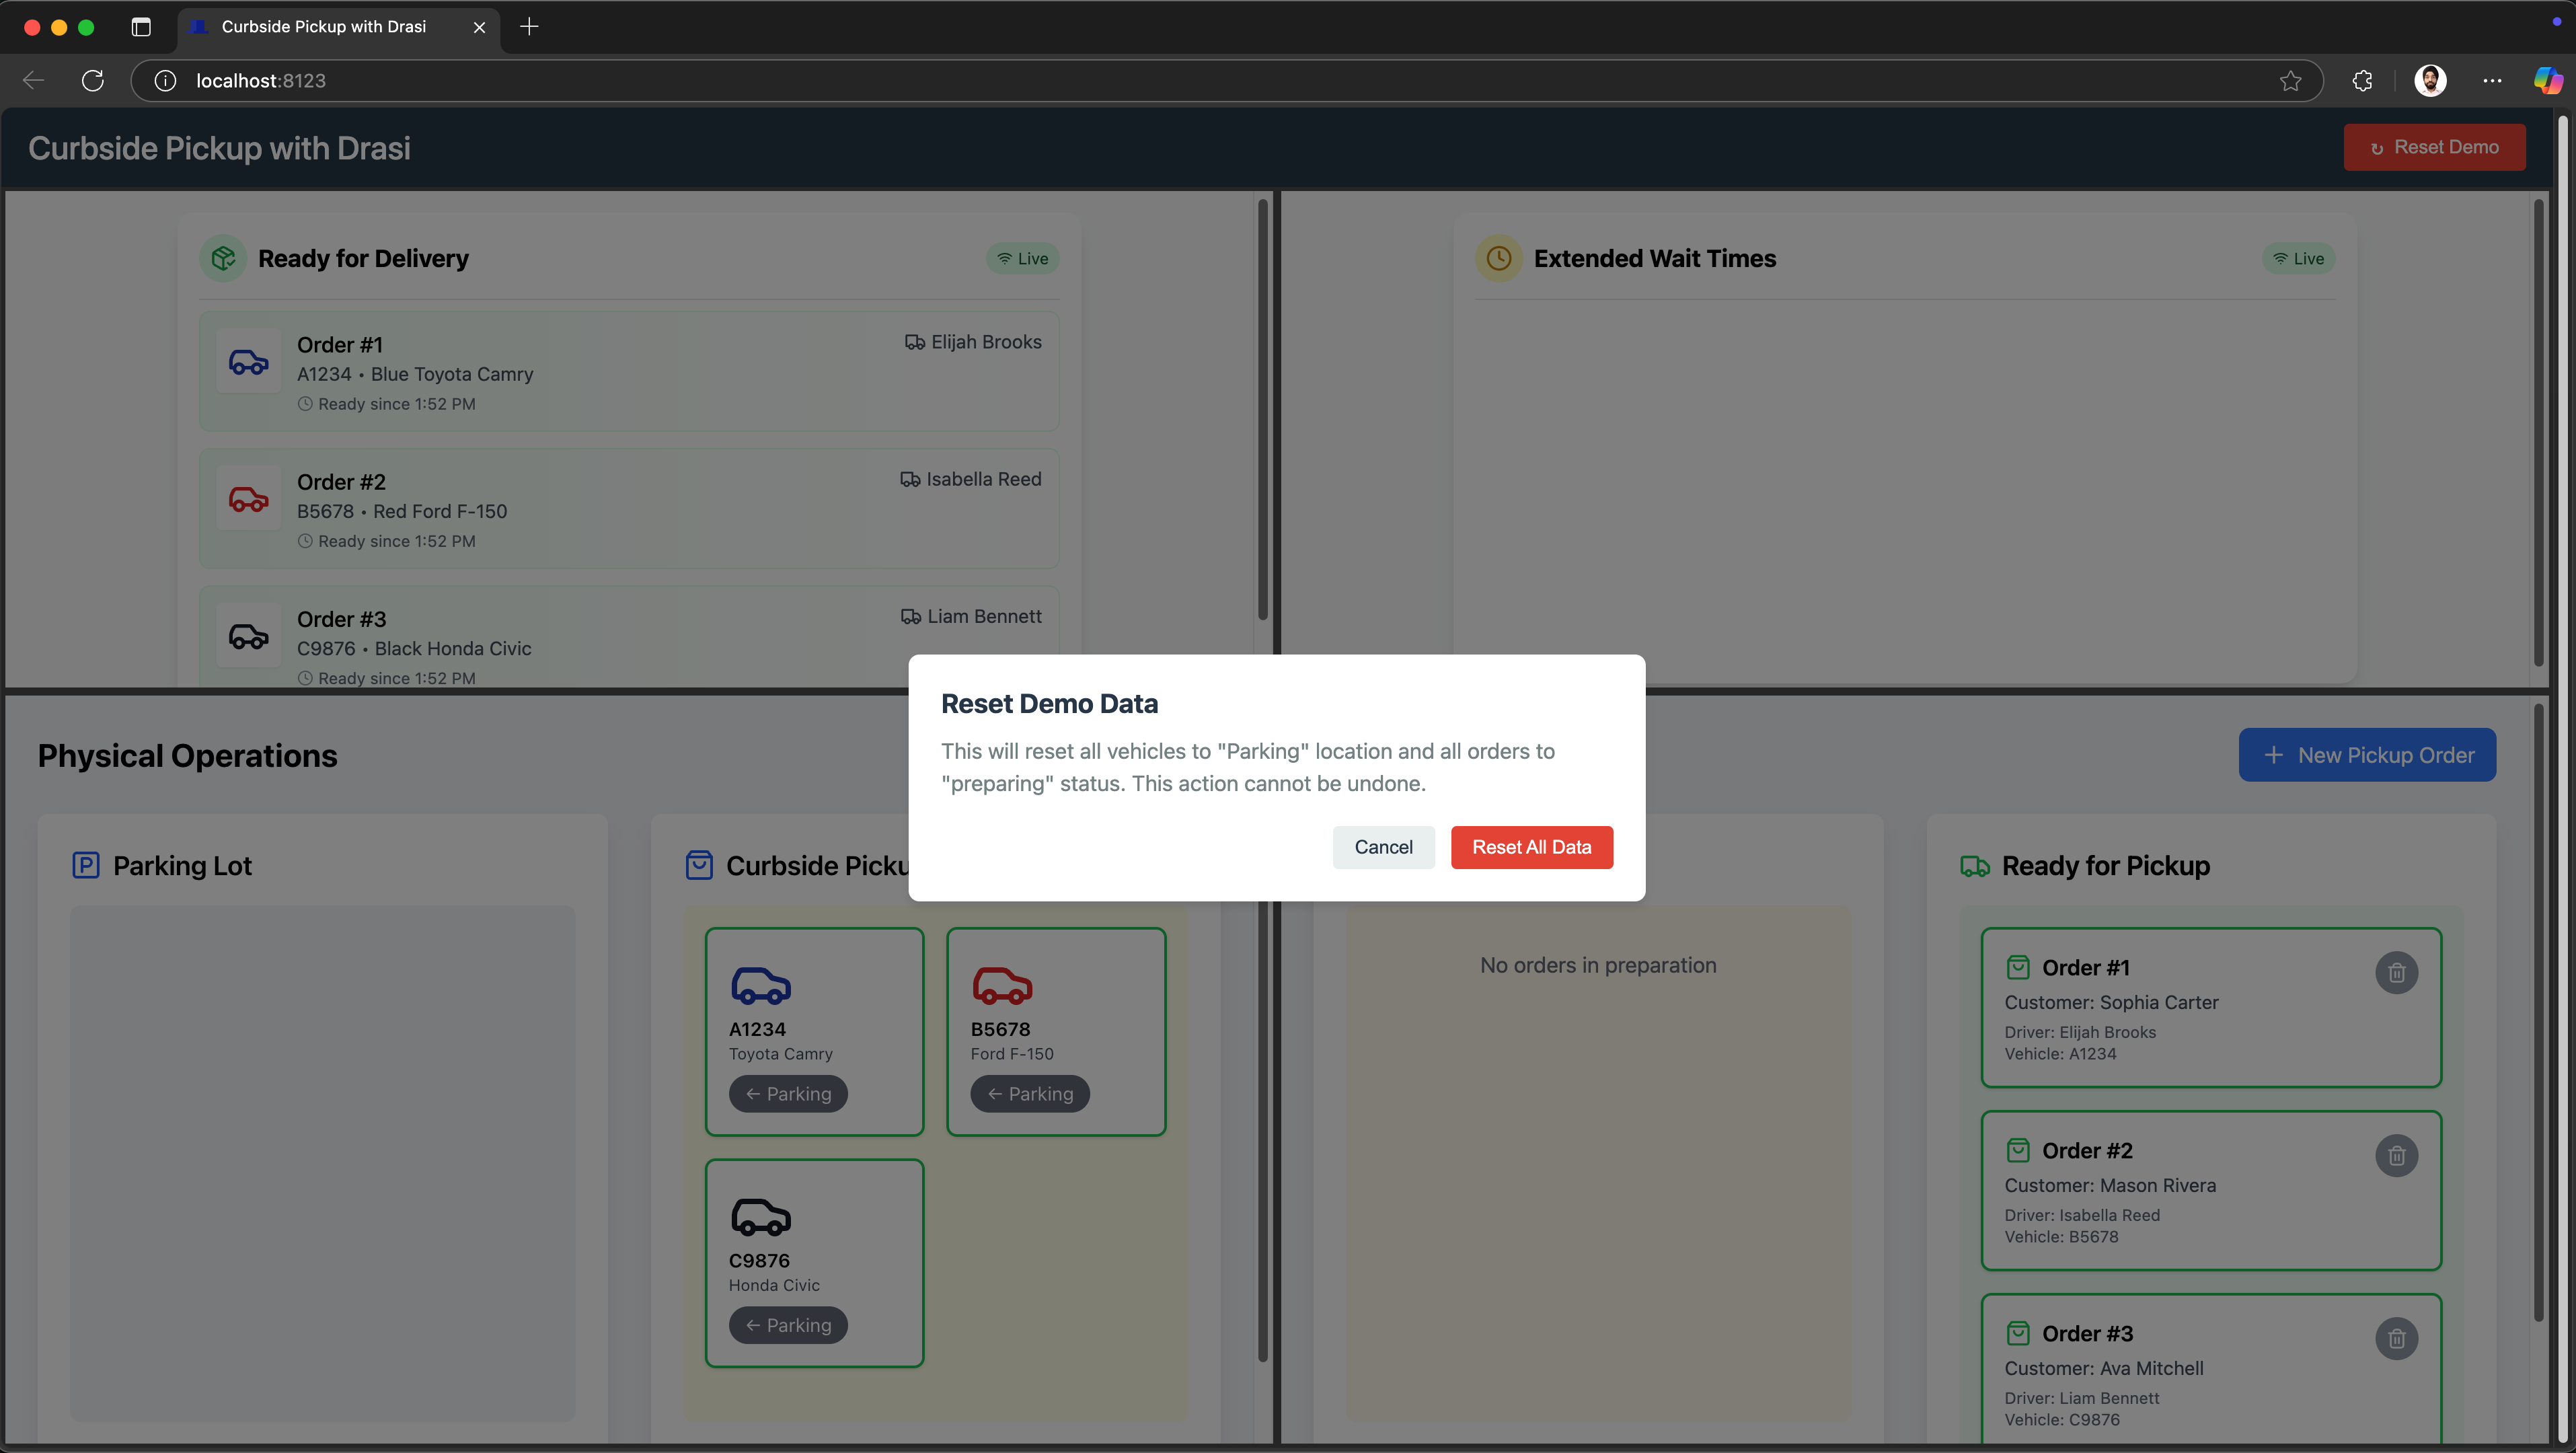 Curbside Pickup with Drasi
localhost:8123
Curbside Pickup with Drasi
↻ Reset Demo
Ready for Delivery
Live
Order #1
A1234 • Blue Toyota Camry
Ready since 1:52 PM
Elijah Brooks
Order #2
B5678 • Red Ford F-150
Ready since 1:52 PM
Isabella Reed
Order #3
C9876 • Black Honda Civic
Ready since 1:52 PM
Liam Bennett
Extended Wait Times
Live
Reset Demo Data
This will reset all vehicles to "Parking" location and all orders to
"preparing" status. This action cannot be undone.
Cancel
Reset All Data
Physical Operations
+ New Pickup Order
P Parking Lot
Curbside Picku
A1234
Toyota Camry
← Parking
B5678
Ford F-150
← Parking
C9876
Honda Civic
← Parking
No orders in preparation
Ready for Pickup
Order #1
Customer: Sophia Carter
Driver: Elijah Brooks
Vehicle: A1234
Order #2
Customer: Mason Rivera
Driver: Isabella Reed
Vehicle: B5678
Order #3
Customer: Ava Mitchell
Driver: Liam Bennett
Vehicle: C9876